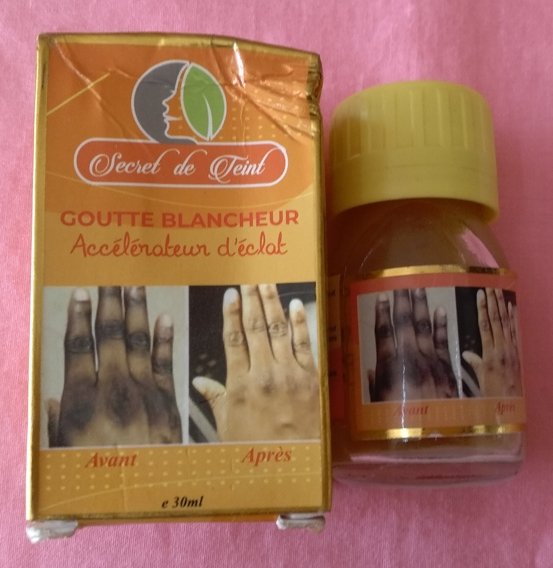 Secret de Teint
GOUTTE BLANCHEUR
Accélérateur d'éclat
Avant
Après
e 30ml
Avant
Après